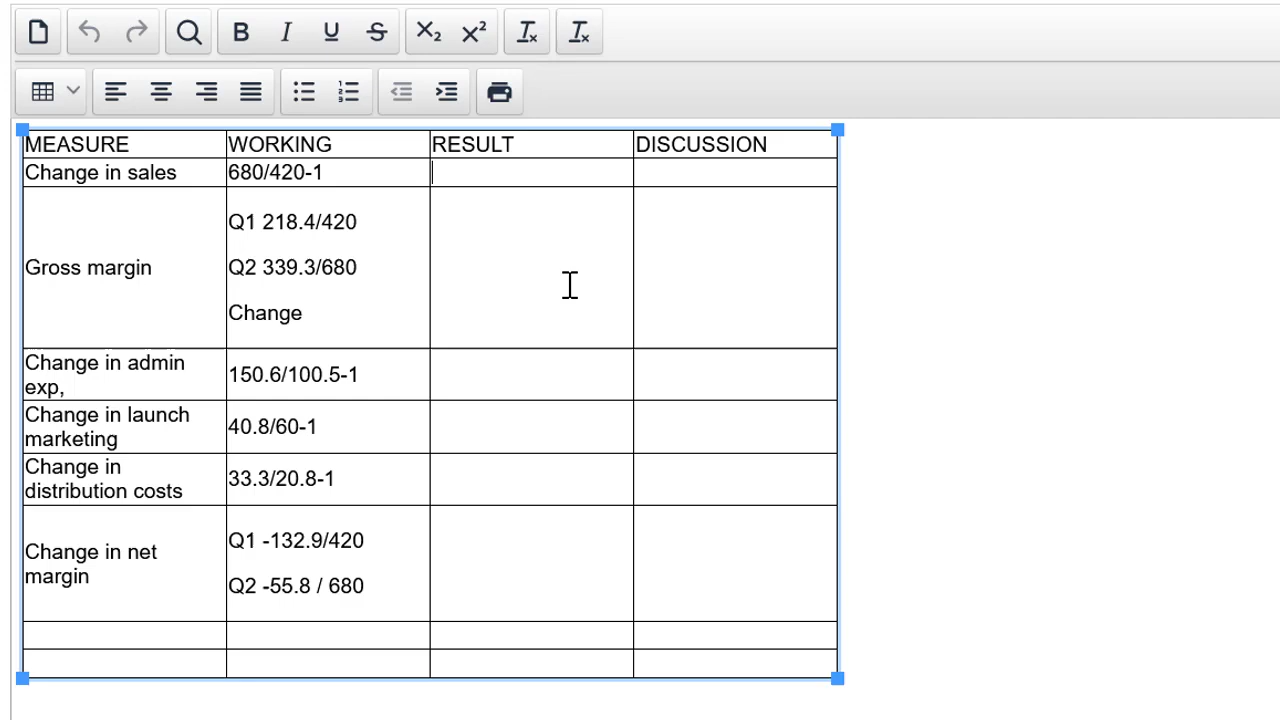 MEASURE WORKING RESULT DISCUSSION
Change in sales 680/420-1
Gross margin
Q1 218.4/420
Q2 339.3/680
Change
Change in admin
exp,
150.6/100.5-1
Change in launch
marketing
40.8/60-1
Change in
distribution costs
33.3/20.8-1
Change in net
margin
Q1 -132.9/420
Q2 -55.8 / 680